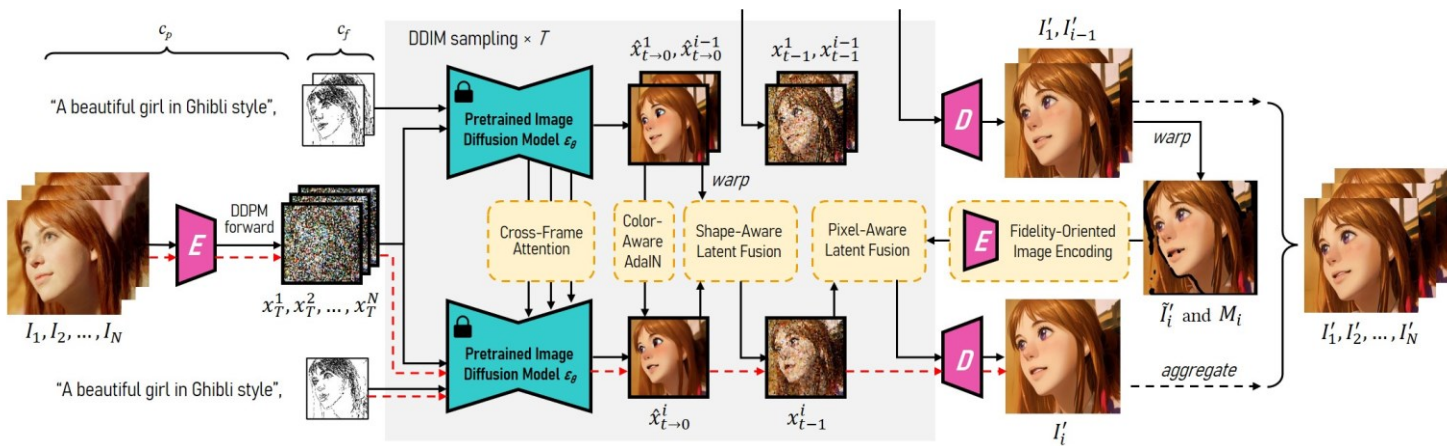 c_p
c_f
DDIM sampling × T
x̂^1_{t→0}, x̂^{i-1}_{t→0}
x^1_{t-1}, x^{i-1}_{t-1}
I'_1, I'_{i-1}
"A beautiful girl in Ghibli style",
Pretrained Image
Diffusion Model ε_θ
D
warp
warp
DDPM
forward
E
Cross-Frame
Attention
Color-
Aware
AdaIN
Shape-Aware
Latent Fusion
Pixel-Aware
Latent Fusion
E
Fidelity-Oriented
Image Encoding
I_1, I_2, ..., I_N
x^1_T, x^2_T, ..., x^N_T
Ĩ'_i and M_i
I'_1, I'_2, ..., I'_N
"A beautiful girl in Ghibli style",
Pretrained Image
Diffusion Model ε_θ
D
aggregate
x̂^i_{t→0}
x^i_{t-1}
I'_i